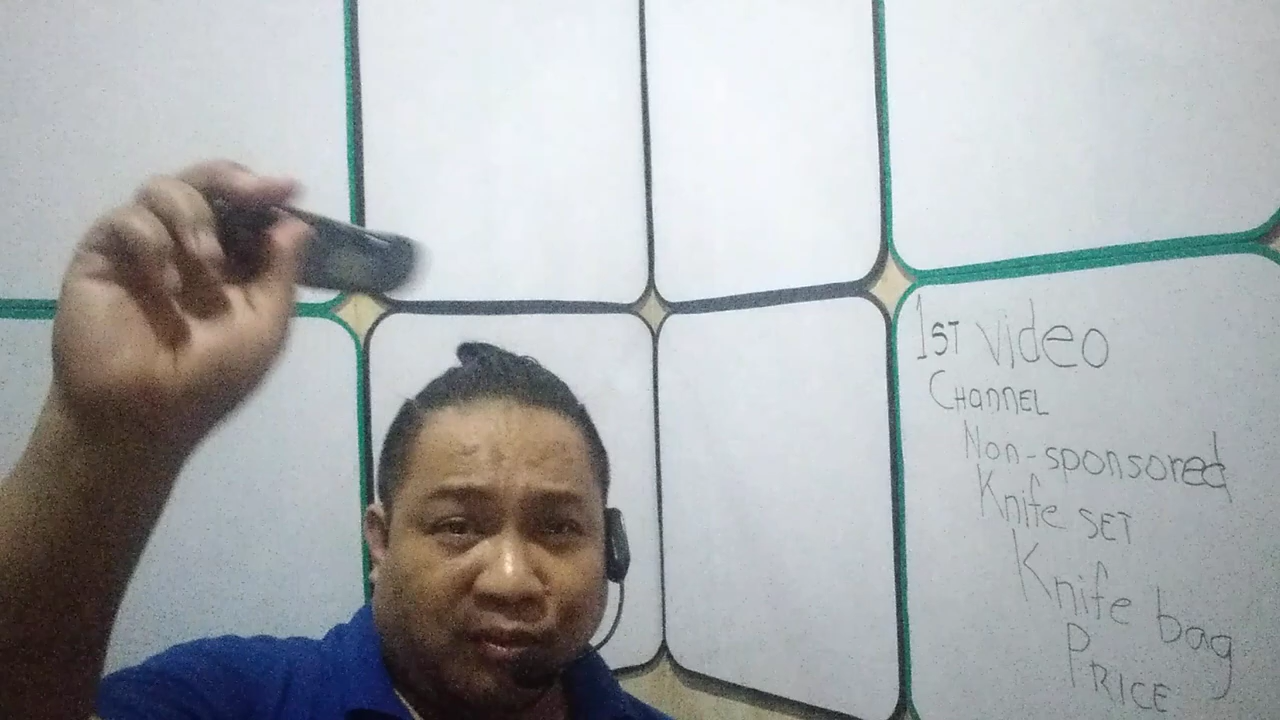 1ST video
CHanNEL
Non-sponsored
Knife SET
Knife bag
PRICE